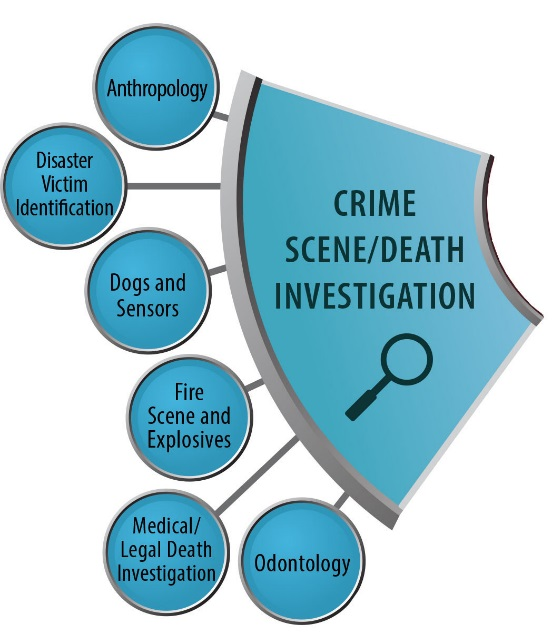 Anthropology
Disaster
Victim
Identification
Dogs and
Sensors
Fire
Scene and
Explosives
Medical/
Legal Death
Investigation
Odontology
CRIME
SCENE/DEATH
INVESTIGATION